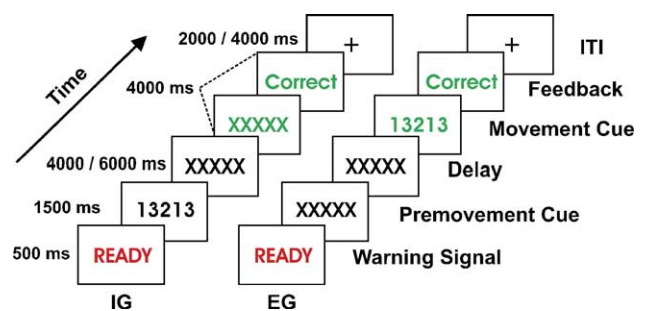 2000 / 4000 ms + + ITI
Time 4000 ms Correct Correct Feedback
XXXXX 13213 Movement Cue
4000 / 6000 ms XXXXX XXXXX Delay
1500 ms 13213 XXXXX Premovement Cue
500 ms READY READY Warning Signal
IG EG